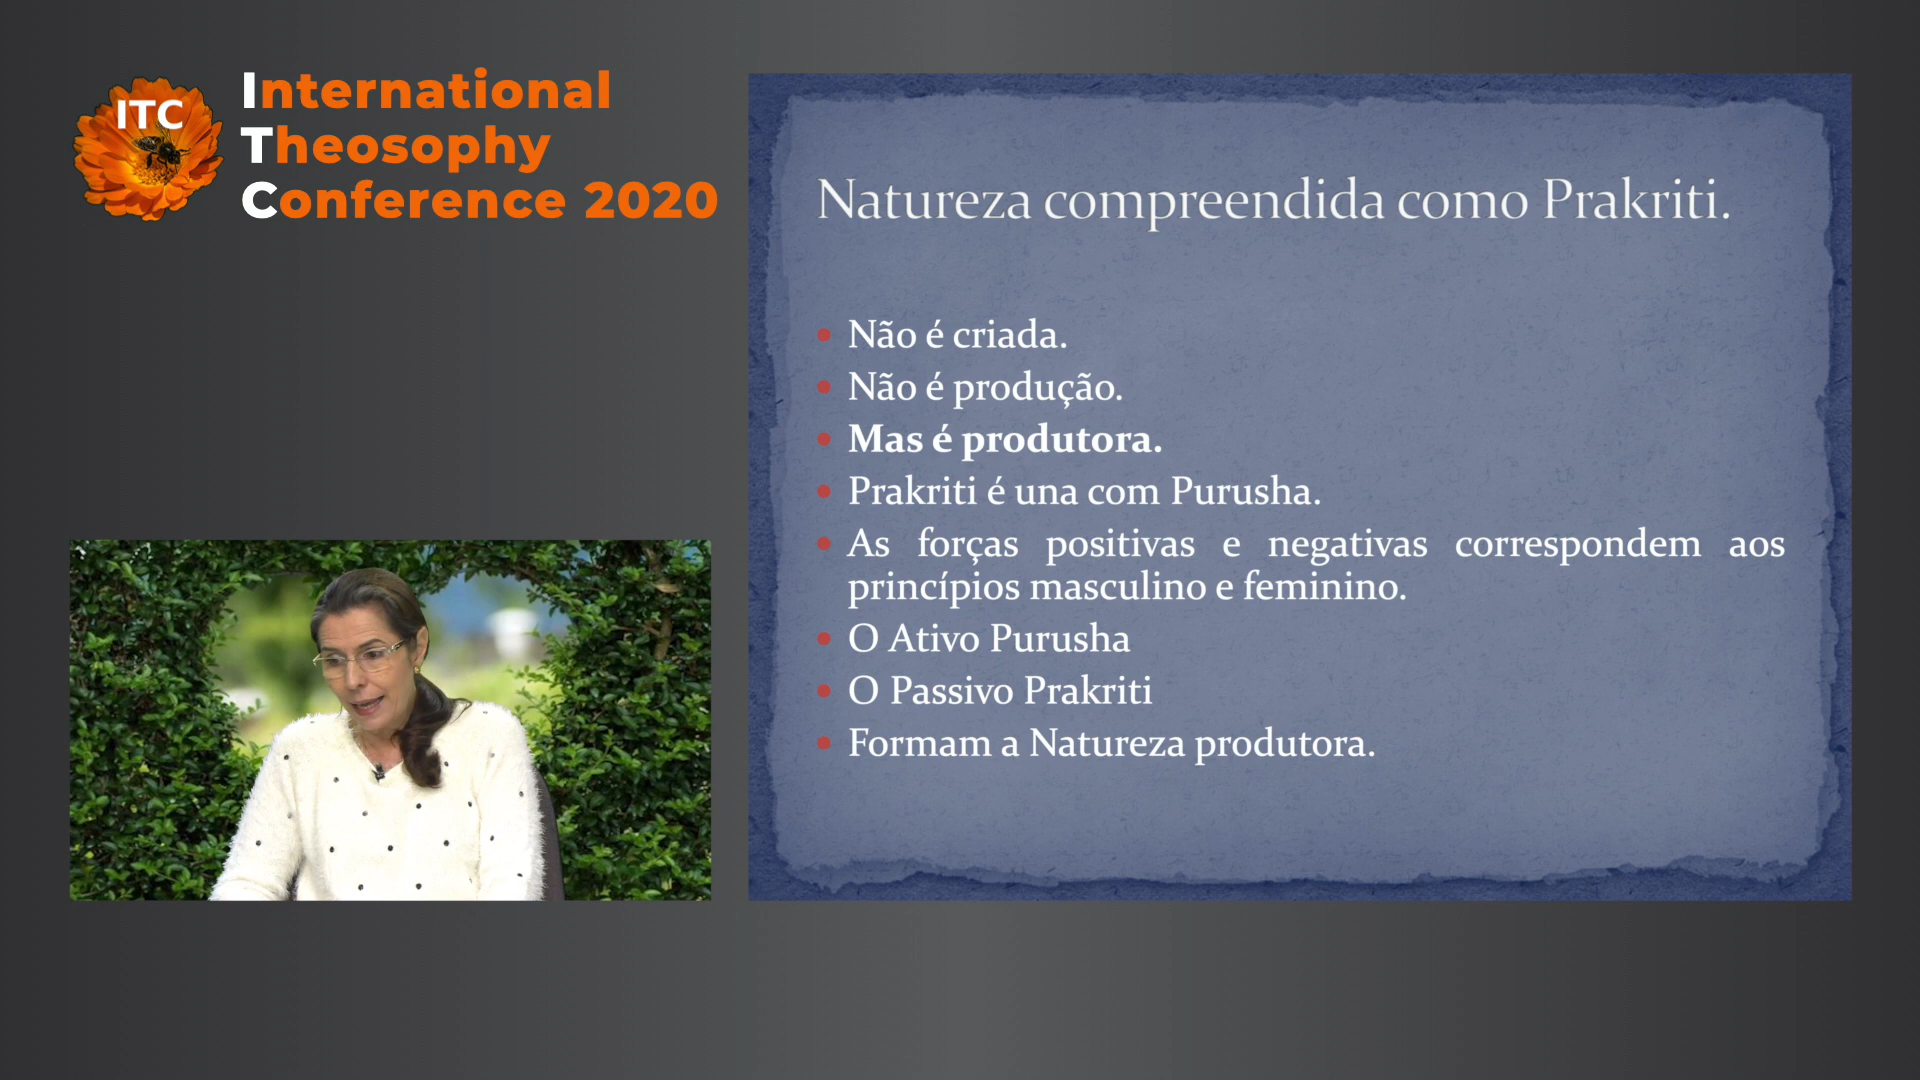 ITC
International
Theosophy
Conference 2020
Natureza compreendida como Prakriti.
• Não é criada.
• Não é produção.
• Mas é produtora.
• Prakriti é una com Purusha.
• As forças positivas e negativas correspondem aos
princípios masculino e feminino.
• O Ativo Purusha
• O Passivo Prakriti
• Formam a Natureza produtora.